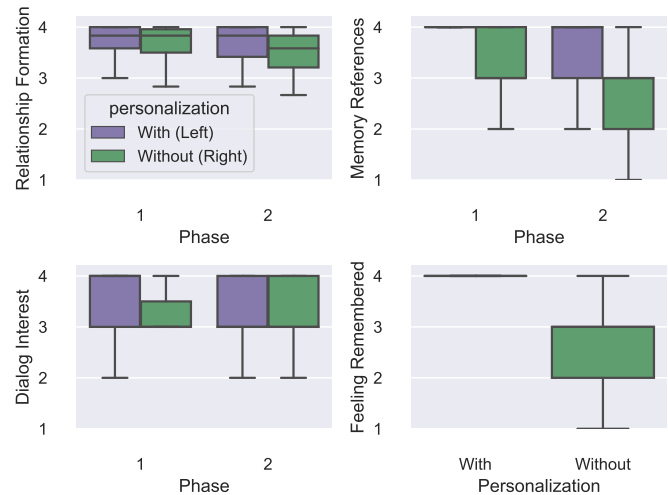 Relationship Formation
4
3
2
1
personalization
With (Left)
Without (Right)
1
2
Phase
Memory References
4
3
2
1
1
2
Phase
Dialog Interest
4
3
2
1
1
2
Phase
Feeling Remembered
4
3
2
1
With
Without
Personalization